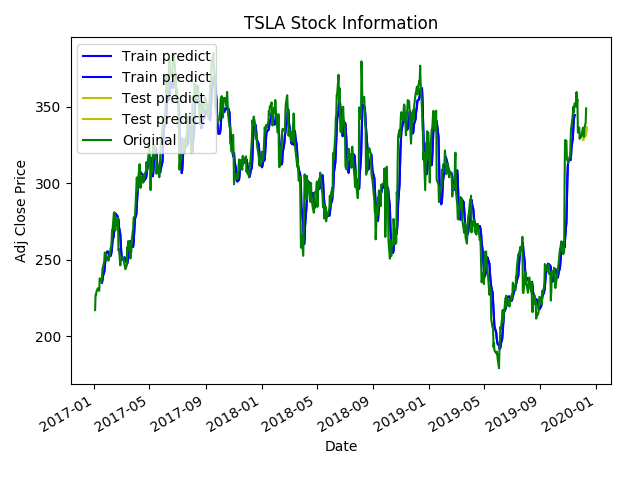 TSLA Stock Information
Train predict
Train predict
Test predict
Test predict
Original
Adj Close Price
350
300
250
200
2017-01
2017-05
2017-09
2018-01
2018-05
2018-09
2019-01
2019-05
2019-09
2020-01
Date